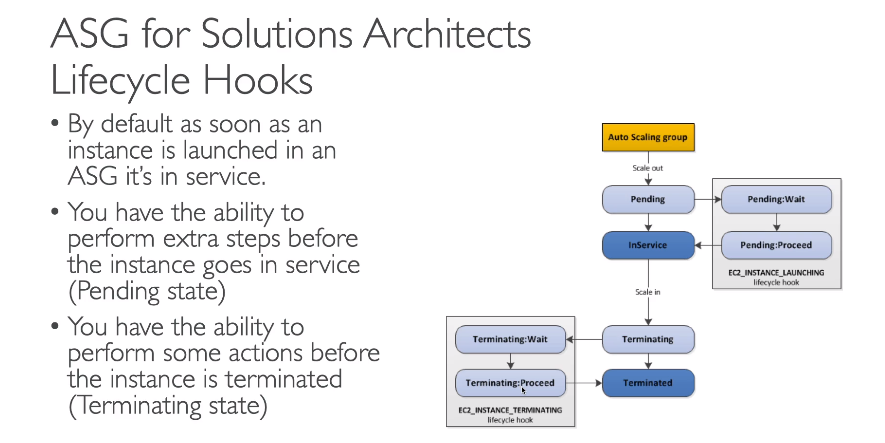 ASG for Solutions Architects
Lifecycle Hooks
• By default as soon as an
instance is launched in an
ASG it's in service.
• You have the ability to
perform extra steps before
the instance goes in service
(Pending state)
• You have the ability to
perform some actions before
the instance is terminated
(Terminating state)
Auto Scaling group
Scale out
Pending
Pending:Wait
InService
Pending:Proceed
EC2_INSTANCE_LAUNCHING
lifecycle hook
Scale in
Terminating:Wait
Terminating
Terminating:Proceed
Terminated
EC2_INSTANCE_TERMINATING
lifecycle hook